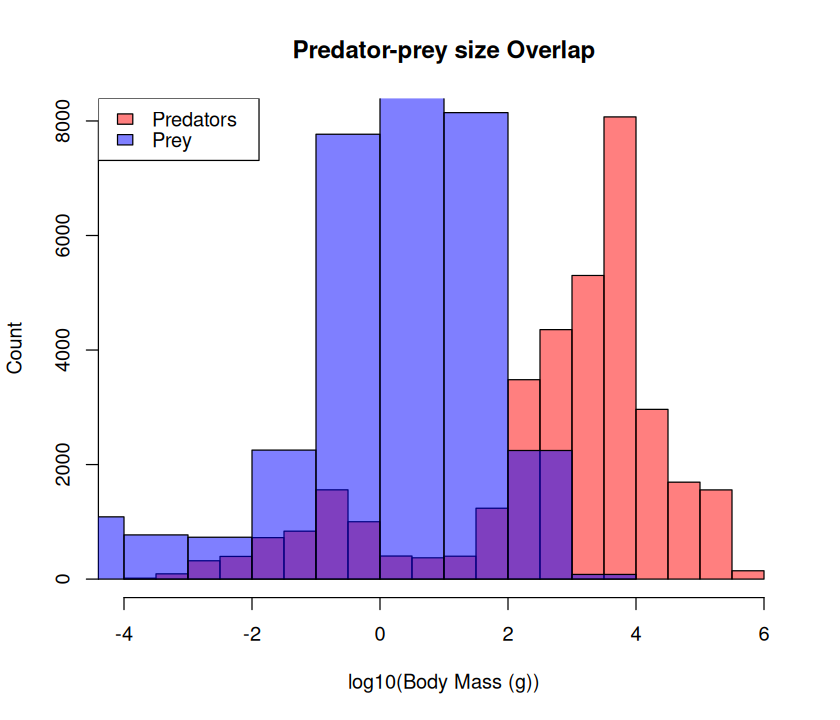 Predator-prey size Overlap
Predators
Prey
8000
6000
4000
2000
0
Count
-4 -2 0 2 4 6
log10(Body Mass (g))